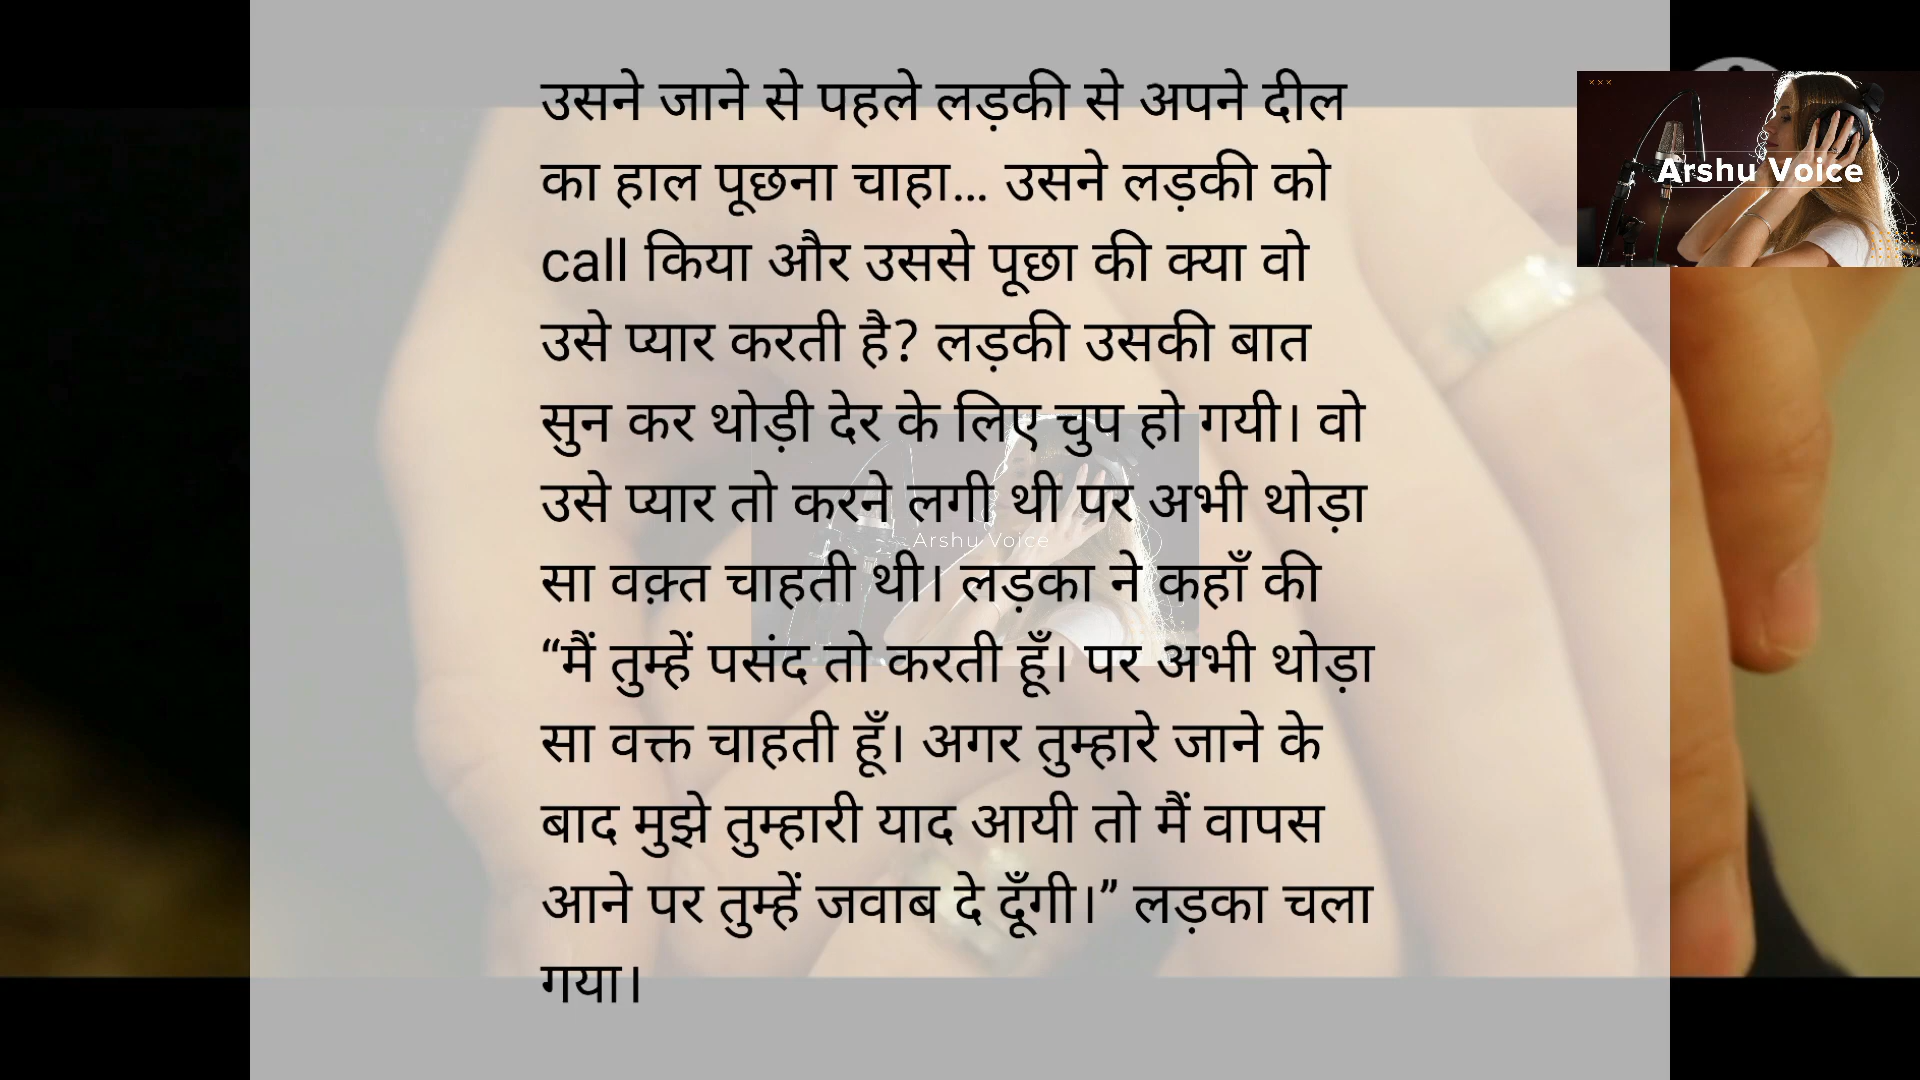 उसने जाने से पहले लड़की से अपने दील
का हाल पूछना चाहा... उसने लड़की को
call किया और उससे पूछा की क्या वो
उसे प्यार करती है? लड़की उसकी बात
सुन कर थोड़ी देर के लिए चुप हो गयी। वो
उसे प्यार तो करने लगी थी पर अभी थोड़ा
सा वक़्त चाहती थी। लड़का ने कहाँ की
“मैं तुम्हें पसंद तो करती हूँ। पर अभी थोड़ा
सा वक्त चाहती हूँ। अगर तुम्हारे जाने के
बाद मुझे तुम्हारी याद आयी तो मैं वापस
आने पर तुम्हें जवाब दे दूँगी।” लड़का चला
गया।
Arshu Voice
Arshu Voice